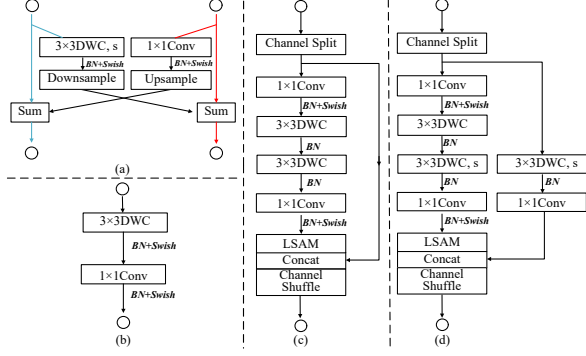 3×3DWC, s
1×1Conv
BN+Swish
BN+Swish
Downsample
Upsample
Sum
Sum
(a)
3×3DWC
BN+Swish
1×1Conv
BN+Swish
(b)
Channel Split
1×1Conv
BN+Swish
3×3DWC
BN
3×3DWC
BN
1×1Conv
BN+Swish
LSAM
Concat
Channel
Shuffle
(c)
Channel Split
1×1Conv
BN+Swish
3×3DWC
BN
3×3DWC, s
3×3DWC, s
BN
BN
1×1Conv
1×1Conv
BN+Swish
LSAM
Concat
Channel
Shuffle
(d)